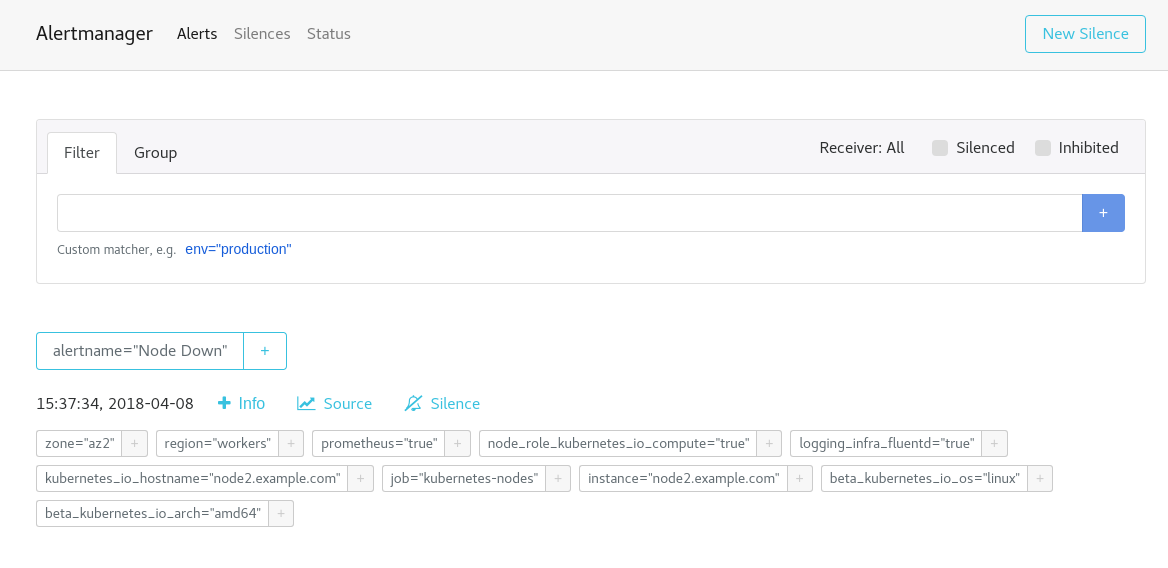 Alertmanager Alerts Silences Status New Silence
Filter Group Receiver: All Silenced Inhibited
+
Custom matcher, e.g. env="production"
alertname="Node Down" +
15:37:34, 2018-04-08 + Info Source Silence
zone="az2" + region="workers" + prometheus="true" + node_role_kubernetes_io_compute="true" + logging_infra_fluentd="true" +
kubernetes_io_hostname="node2.example.com" + job="kubernetes-nodes" + instance="node2.example.com" + beta_kubernetes_io_os="linux" +
beta_kubernetes_io_arch="amd64" +